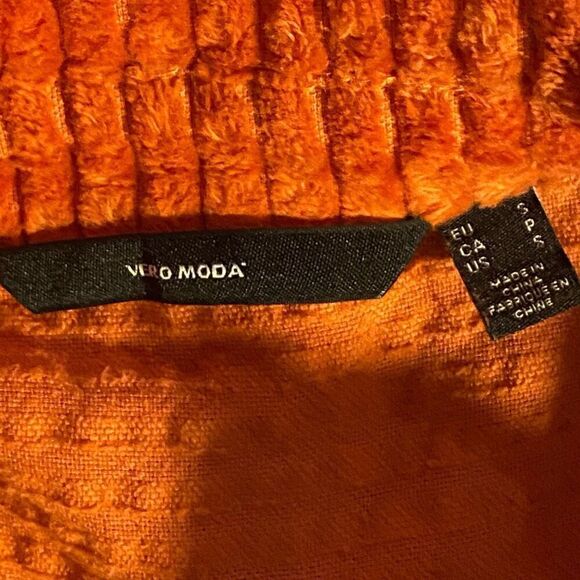 VERO MODA
EU S
CA P
US S
MADE IN
CHINA
FABRIQUE EN
CHINE